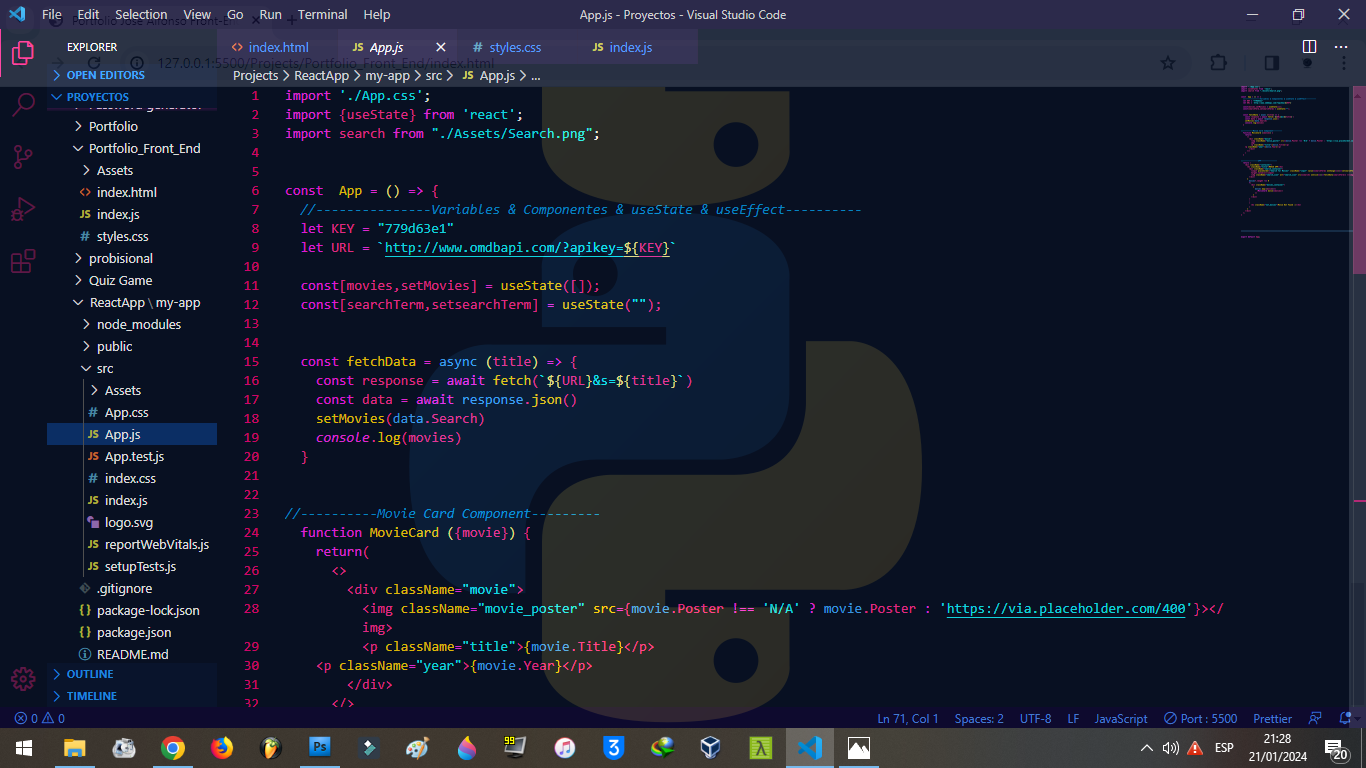 File Edit Selection View Go Run Terminal Help
App.js - Proyectos - Visual Studio Code
EXPLORER
index.html
App.js
styles.css
index.js
127.0.0.1:5500/Projects/Portfolio_Front_End/index.html
OPEN EDITORS
Projects > ReactApp > my-app > src > JS App.js > ...
PROYECTOS
Portfolio
Portfolio_Front_End
Assets
index.html
index.js
styles.css
probisional
Quiz Game
ReactApp \ my-app
node_modules
public
src
Assets
App.css
App.js
App.test.js
index.css
index.js
logo.svg
reportWebVitals.js
setupTests.js
.gitignore
package-lock.json
package.json
README.md
OUTLINE
TIMELINE
1 import './App.css';
2 import {useState} from 'react';
3 import search from "./Assets/Search.png";
4
5
6 const  App = () => {
7   //---------------Variables & Componentes & useState & useEffect----------
8   let KEY = "779d63e1"
9   let URL = `http://www.omdbapi.com/?apikey=${KEY}`
10
11   const[movies,setMovies] = useState([]);
12   const[searchTerm,setsearchTerm] = useState("");
13
14
15   const fetchData = async (title) => {
16     const response = await fetch(`${URL}&s=${title}`)
17     const data = await response.json()
18     setMovies(data.Search)
19     console.log(movies)
20   }
21
22
23 //----------Movie Card Component---------
24   function MovieCard ({movie}) {
25     return(
26       <>
27         <div className="movie">
28           <img className="movie_poster" src={movie.Poster !== 'N/A' ? movie.Poster : 'https://via.placeholder.com/400'}></
img>
29           <p className="title">{movie.Title}</p>
30     <p className="year">{movie.Year}</p>
31         </div>
32       </>
0 0
Ln 71, Col 1
Spaces: 2
UTF-8
LF
JavaScript
Port : 5500
Prettier
ESP
21:28
21/01/2024
20